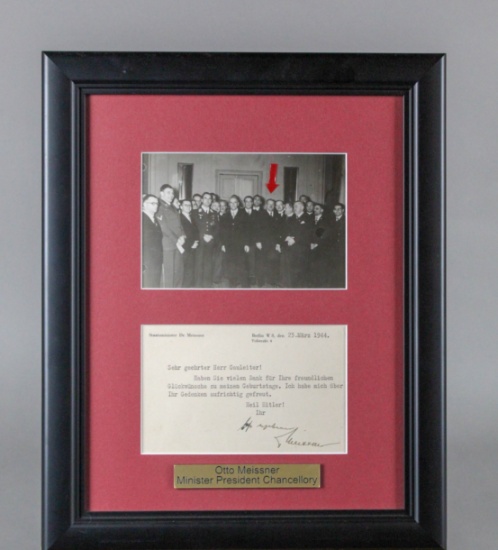 Staatsminister Dr. Meissner Berlin W 8, den 23. März 1944.
Sehr geehrter Herr Gauleiter!
Haben Sie vielen Dank für Ihre freundlichen
Glückwünsche zu meinem Geburtstage. Ich habe mich über
Ihr Gedenken aufrichtig gefreut.
Heil Hitler!
Ihr
Meissner
Otto Meissner
Minister President Chancellory